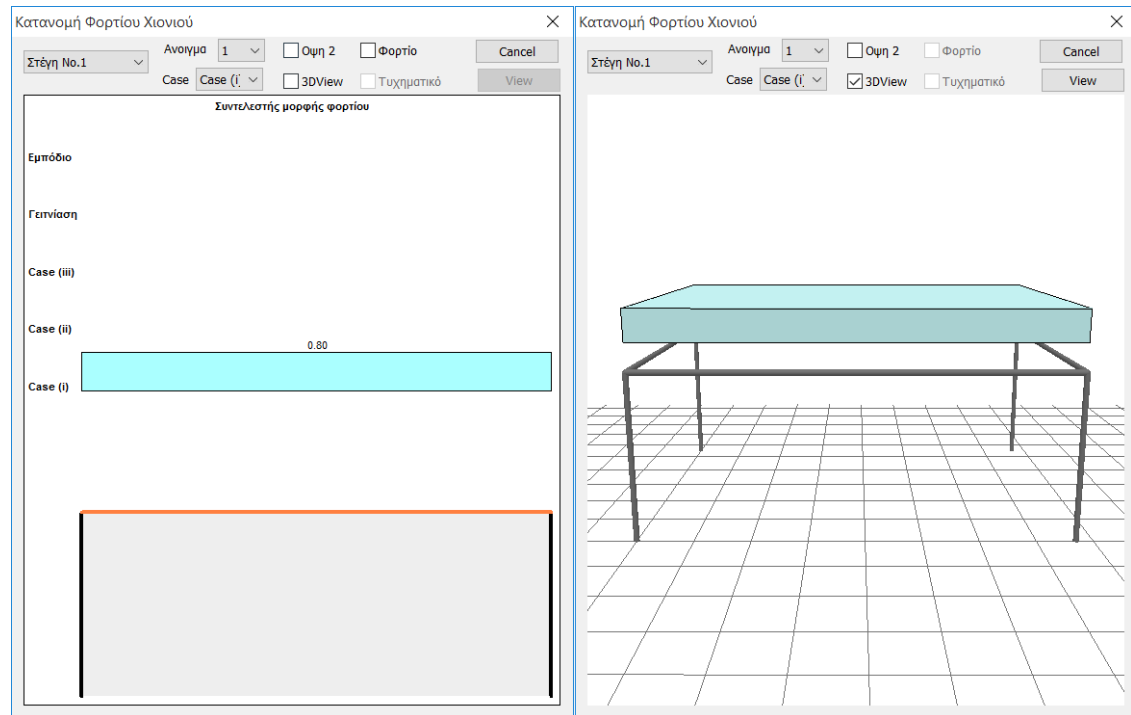 Κατανομή Φορτίου Χιονιού
Στέγη No.1
Ανοιγμα 1
Οψη 2
Φορτίο
Cancel
Case Case (i)
3DView
Τυχηματικό
View
Συντελεστής μορφής φορτίου
Εμπόδιο
Γειτνίαση
Case (iii)
Case (ii)
0.80
Case (i)
Κατανομή Φορτίου Χιονιού
Στέγη No.1
Ανοιγμα 1
Οψη 2
Φορτίο
Cancel
Case Case (i)
3DView
Τυχηματικό
View